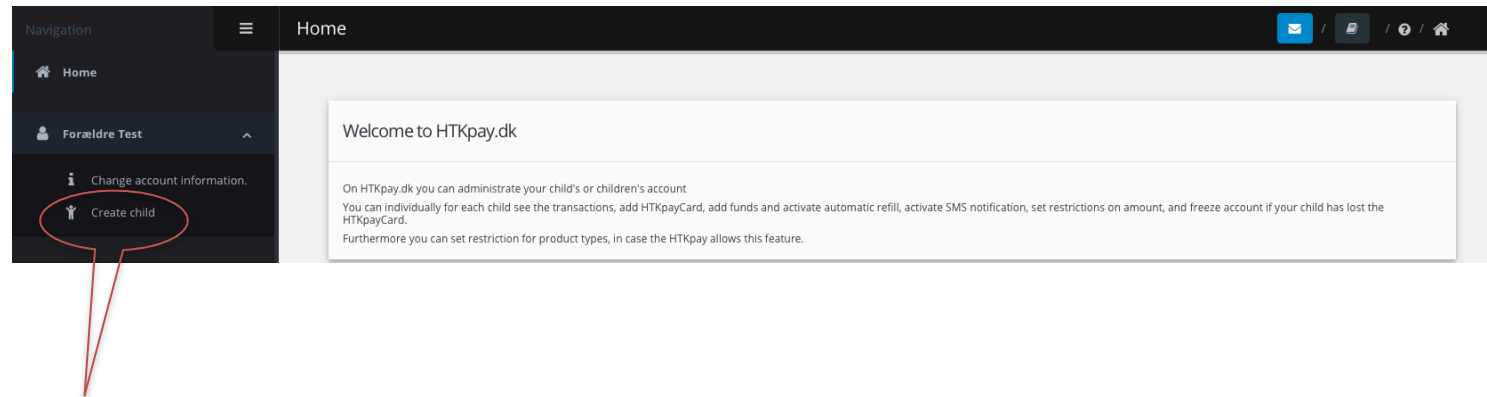 Navigation
Home
/ / /
Home
Forældre Test
Change account information.
Create child
Welcome to HTKpay.dk
On HTKpay.dk you can administrate your child's or children's account
You can individually for each child see the transactions, add HTKpayCard, add funds and activate automatic refill, activate SMS notification, set restrictions on amount, and freeze account if your child has lost the
HTKpayCard.
Furthermore you can set restriction for product types, in case the HTKpay allows this feature.